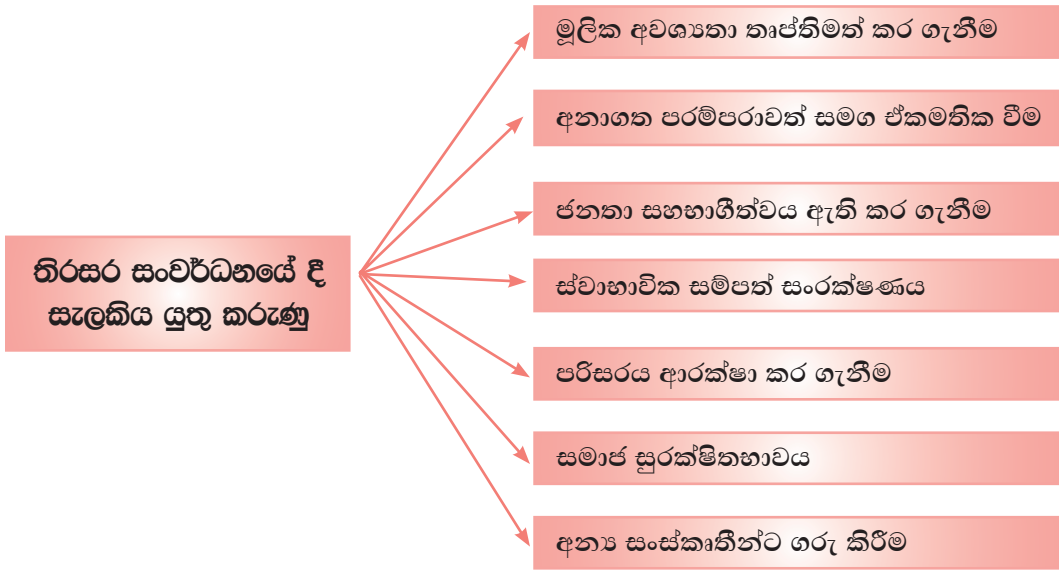 තිරසර සංවර්ධනයේ දී
සැලකිය යුතු කරුණු
මූලික අවශ්‍යතා තෘප්තිමත් කර ගැනීම
අනාගත පරම්පරාවත් සමග ඒකමතික වීම
ජනතා සහභාගීත්වය ඇති කර ගැනීම
ස්වාභාවික සම්පත් සංරක්ෂණය
පරිසරය ආරක්ෂා කර ගැනීම
සමාජ සුරක්ෂිතභාවය
අන්‍ය සංස්කෘතීන්ට ගරු කිරීම